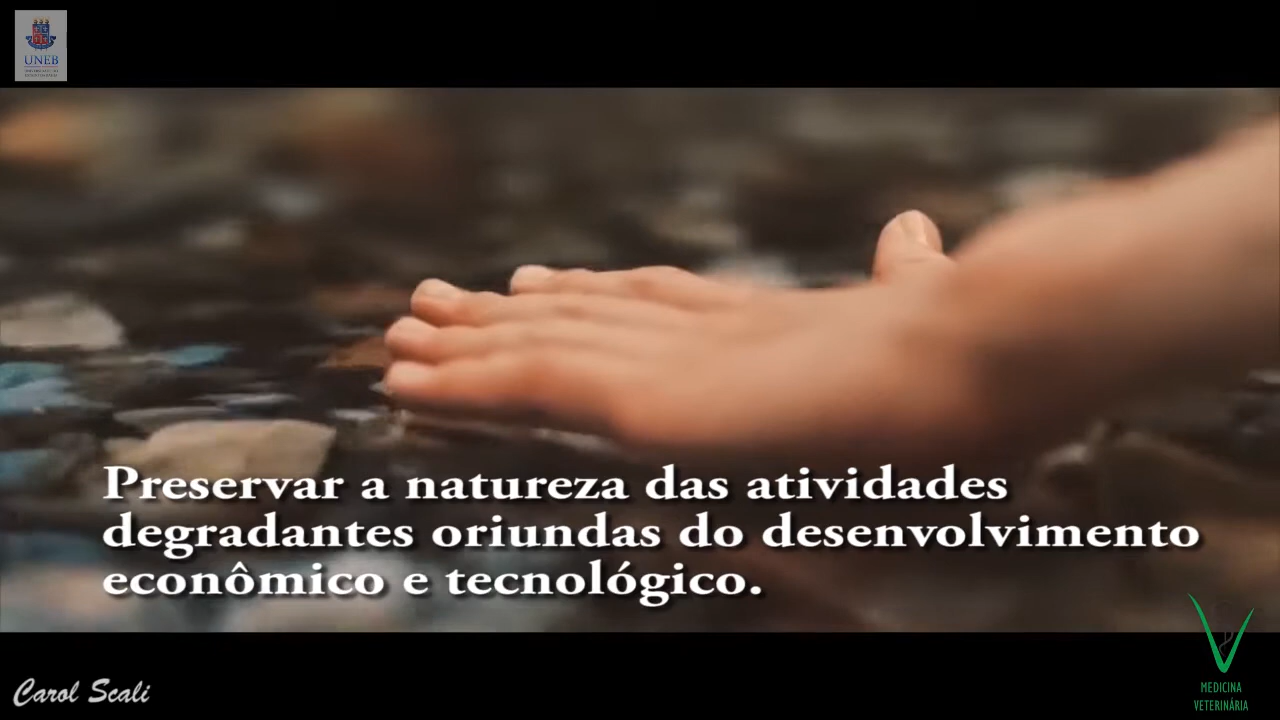 UNEB
Preservar a natureza das atividades
degradantes oriundas do desenvolvimento
econômico e tecnológico.
Carol Scali
MEDICINA
VETERINÁRIA